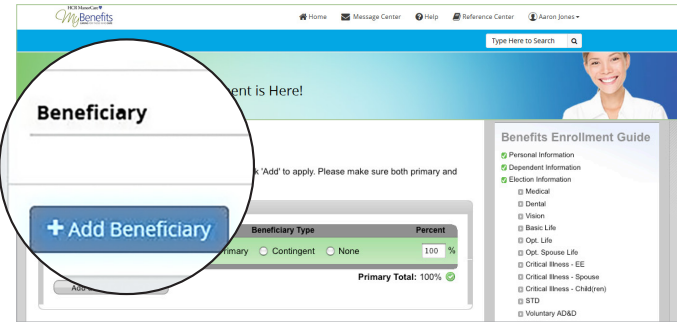 HCR ManorCare
MyBenefits
Home Message Center Help Reference Center Aaron Jones
Type Here to Search
ent is Here!
Beneficiary
Benefits Enrollment Guide
Personal Information
k 'Add' to apply. Please make sure both primary and
Dependent Information
Election Information
Medical
Dental
Vision
+ Add Beneficiary
Beneficiary Type Percent
Basic Life
rimary Contingent None 100 %
Opt. Life
Opt. Spouse Life
Critical Illness - EE
Primary Total: 100%
Critical Illness - Spouse
Add
Critical Illness - Child(ren)
STD
Voluntary AD&D